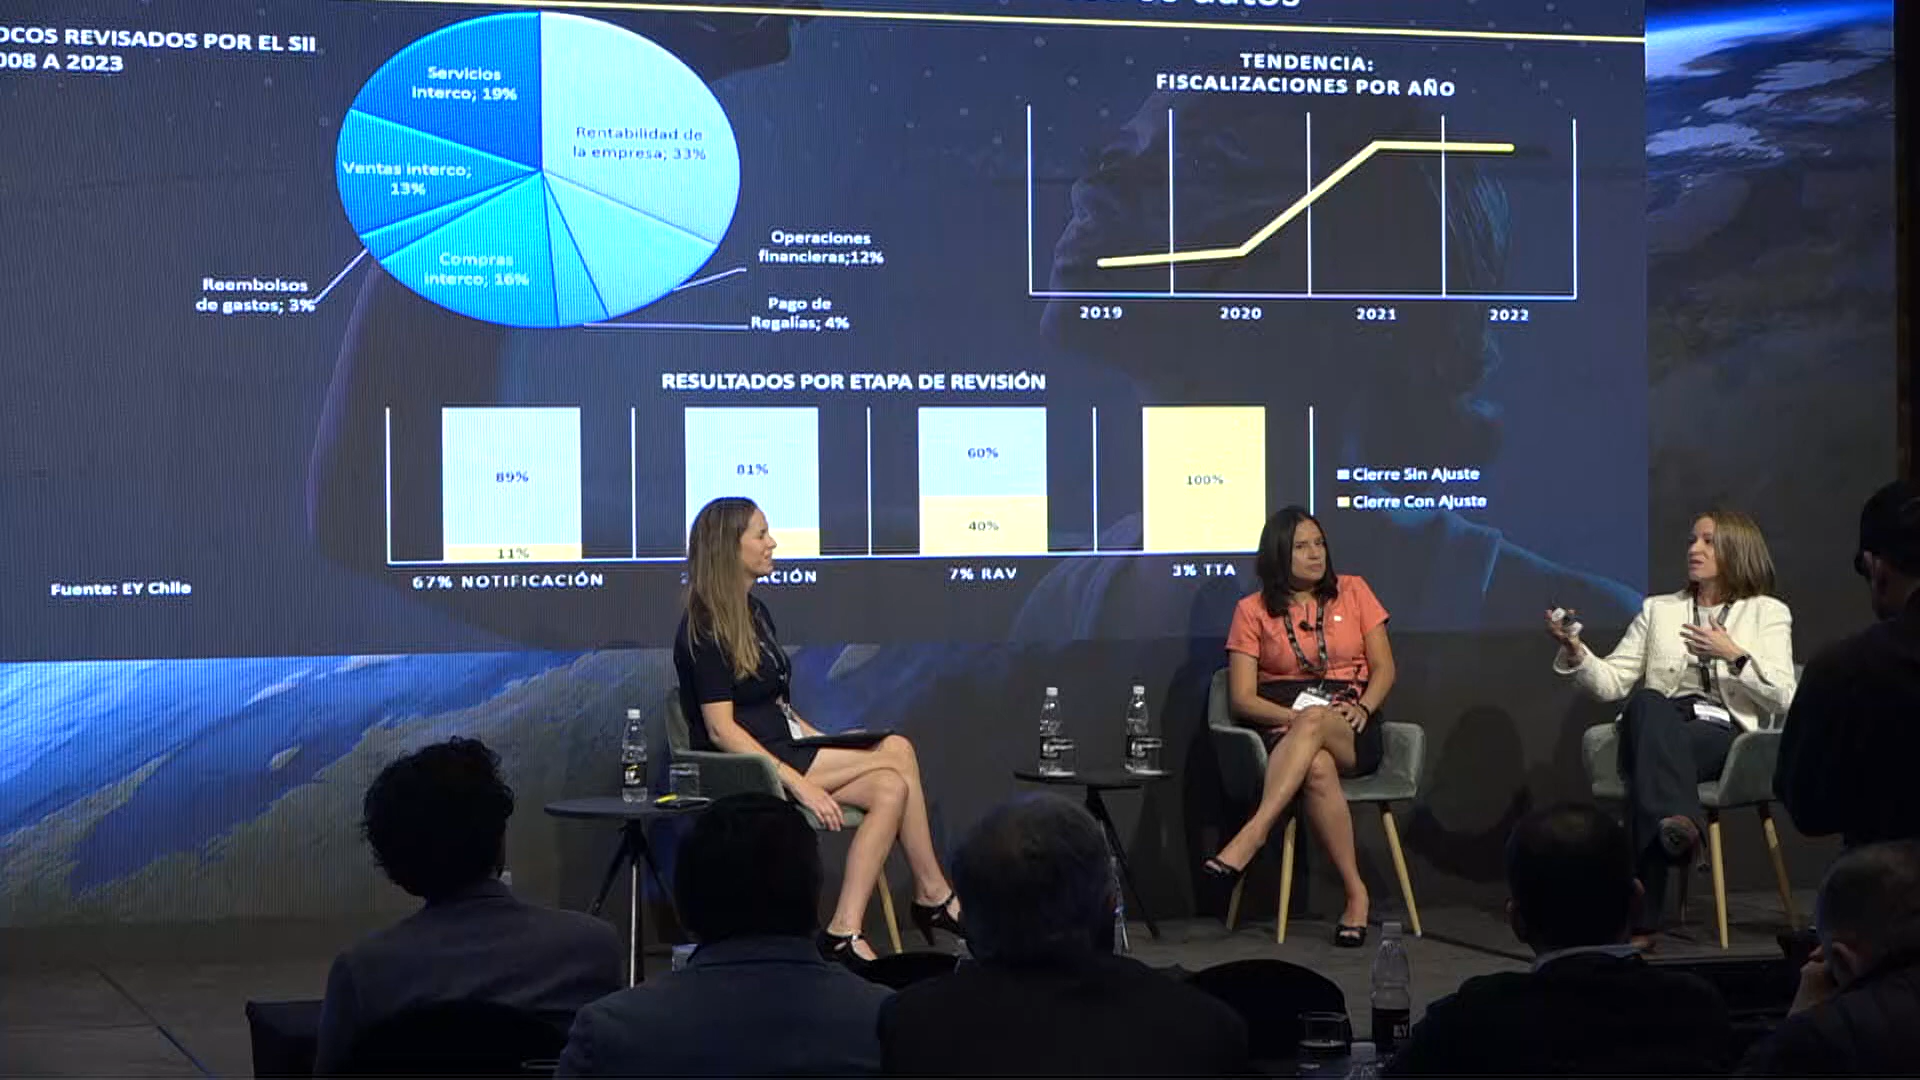 datos
OCOS REVISADOS POR EL SII
008 A 2023
Servicios
interco; 19%
Rentabilidad de
la empresa; 33%
Ventas interco;
13%
Operaciones
financieras;12%
Compras
interco; 16%
Reembolsos
de gastos; 3%
Pago de
Regalías; 4%
TENDENCIA:
FISCALIZACIONES POR AÑO
2019
2020
2021
2022
RESULTADOS POR ETAPA DE REVISIÓN
89%
81%
60%
100%
11%
40%
Cierre Sin Ajuste
Cierre Con Ajuste
67% NOTIFICACIÓN
ACIÓN
7% RAV
3% TTA
Fuente: EY Chile
EY